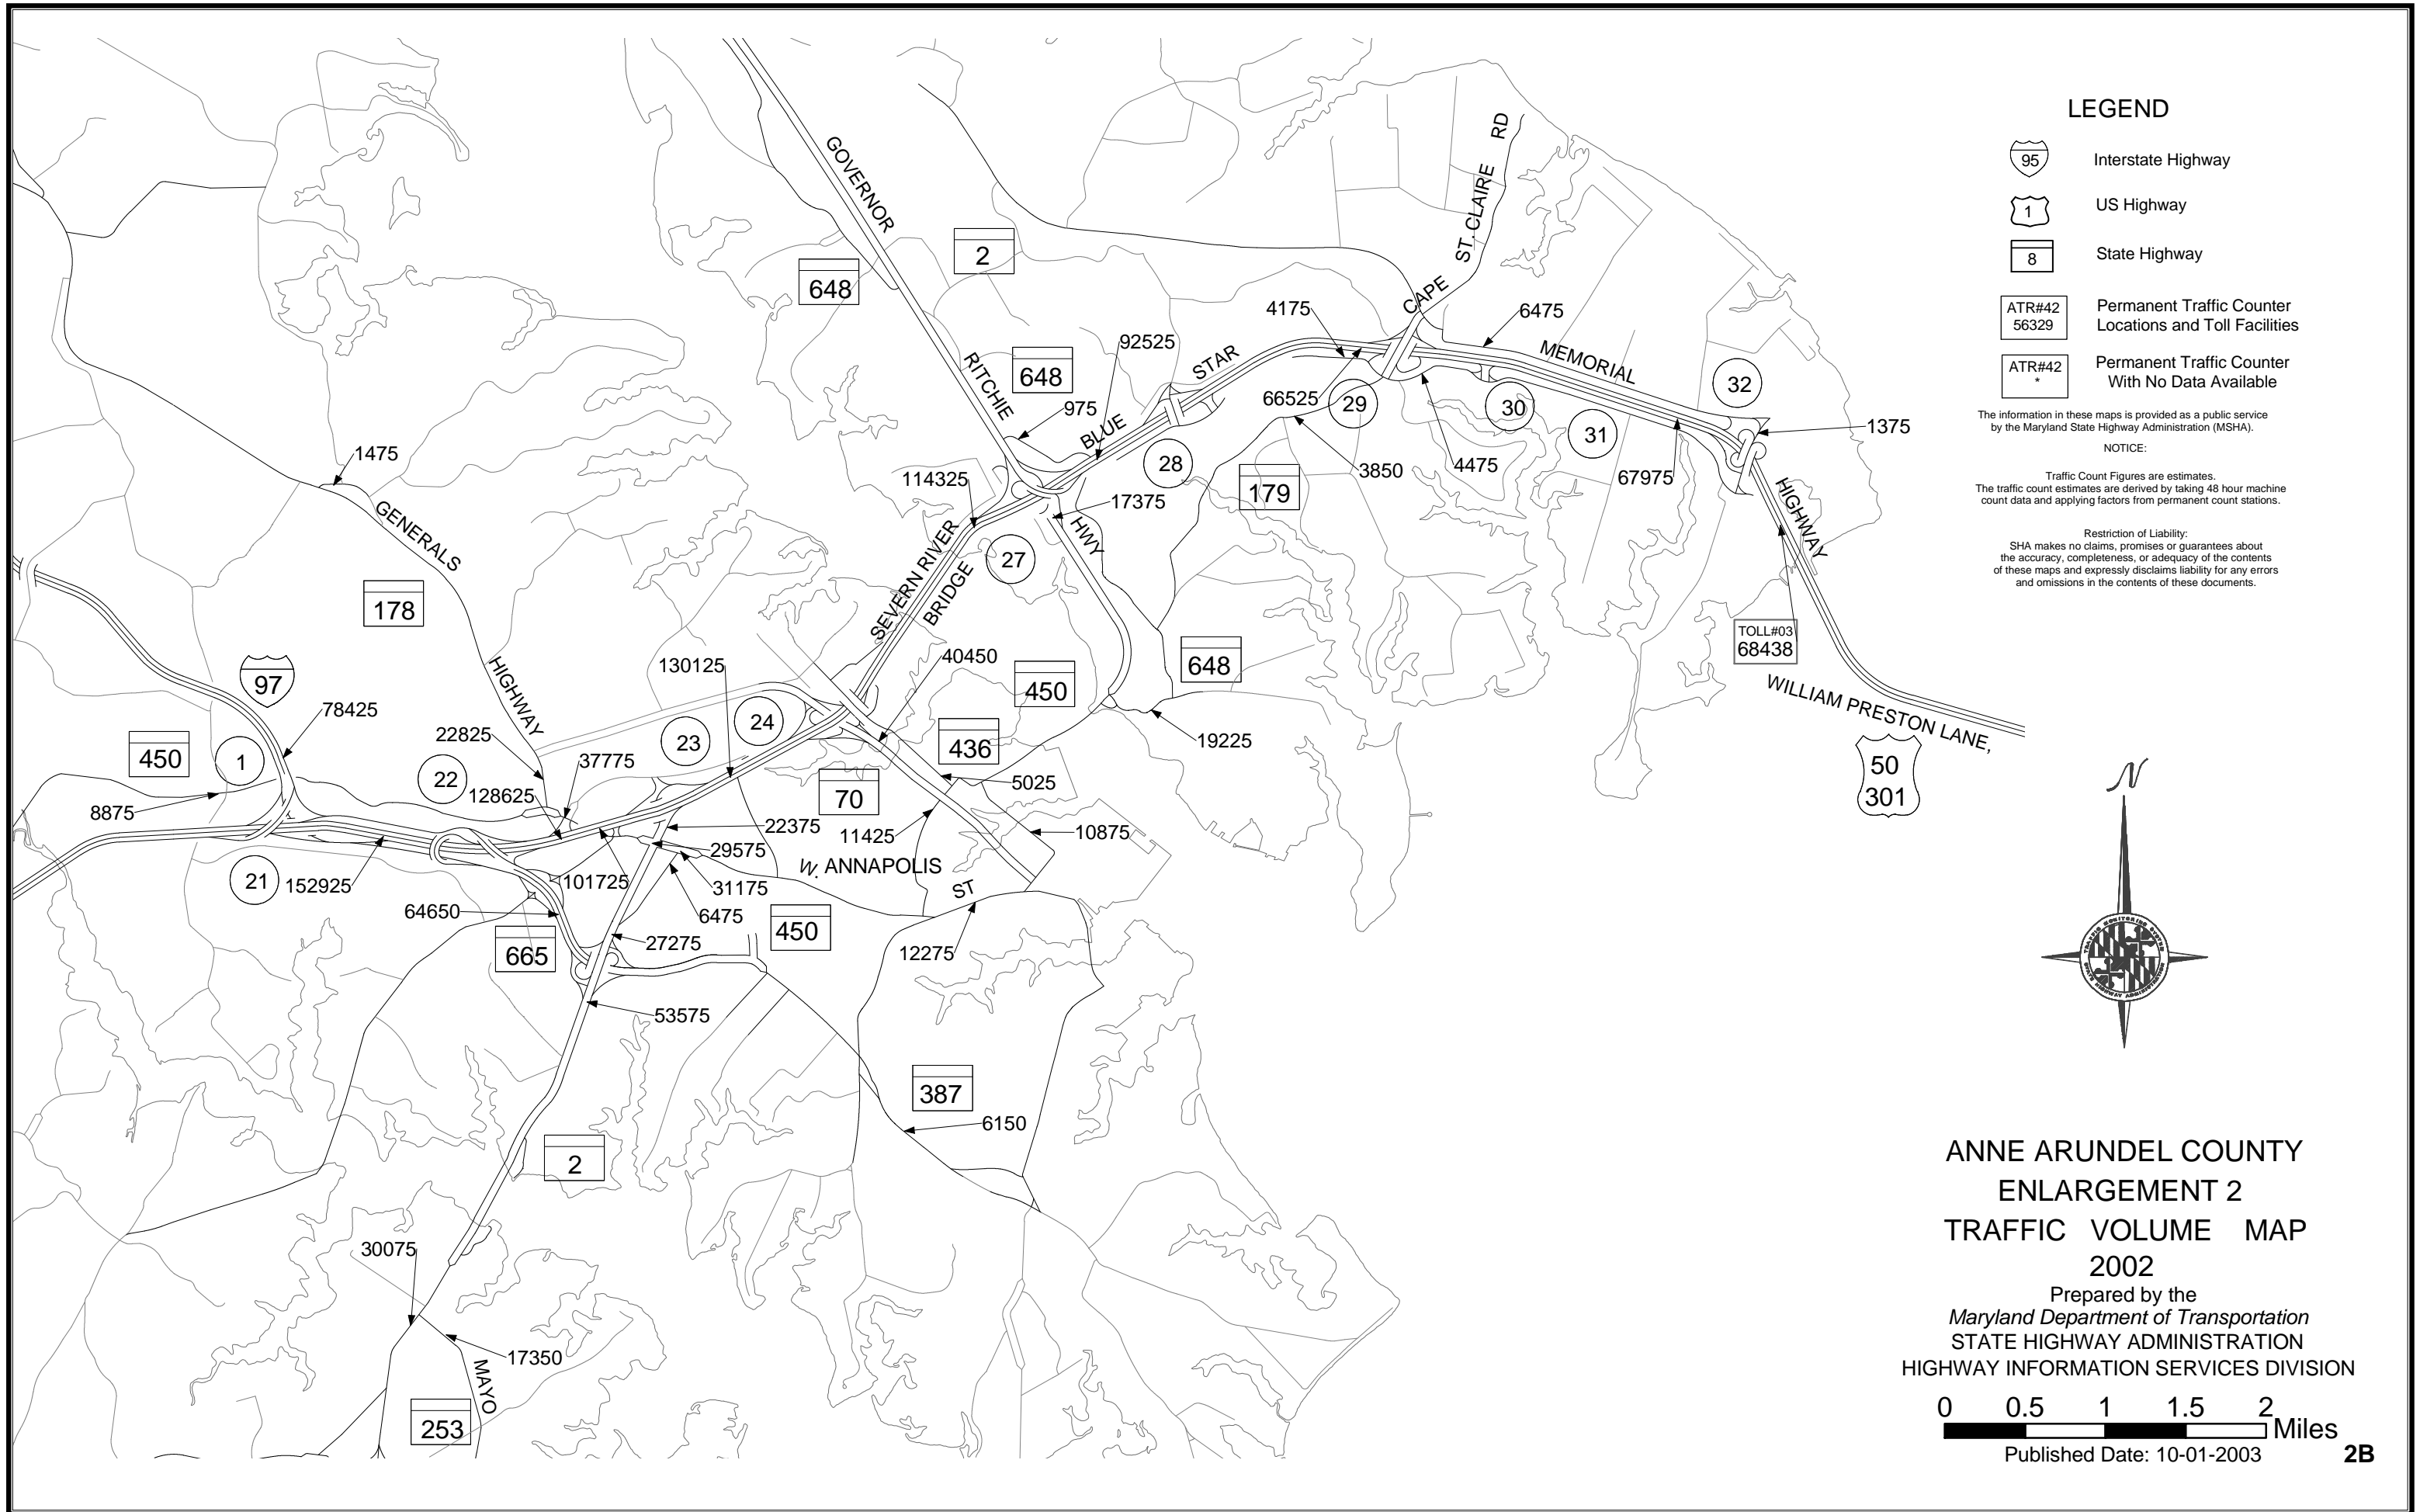 GOVERNOR
RITCHIE
HWY
2
648
648
975
92525
BLUE
STAR
MEMORIAL
HIGHWAY
4175
CAPE
ST. CLAIRE
RD
6475
66525
29
30
31
32
1375
28
179
3850
4475
67975
114325
17375
27
SEVERN RIVER
BRIDGE
1475
GENERALS
HIGHWAY
178
TOLL#03
68438
WILLIAM PRESTON LANE,
50
301
97
78425
130125
40450
450
648
19225
436
5025
450
1
22825
22
23
24
37775
128625
8875
70
22375
11425
10875
29575
W. ANNAPOLIS
ST
21
152925
101725
31175
64650
6475
450
665
27275
12275
53575
387
6150
2
30075
17350
MAYO
253
LEGEND
95
Interstate Highway
1
US Highway
8
State Highway
ATR#42
56329
Permanent Traffic Counter
Locations and Toll Facilities
ATR#42
*
Permanent Traffic Counter
With No Data Available
The information in these maps is provided as a public service
by the Maryland State Highway Administration (MSHA).
NOTICE:
Traffic Count Figures are estimates.
The traffic count estimates are derived by taking 48 hour machine
count data and applying factors from permanent count stations.
Restriction of Liability:
SHA makes no claims, promises or guarantees about
the accuracy, completeness, or adequacy of the contents
of these maps and expressly disclaims liability for any errors
and omissions in the contents of these documents.
N
TRAFFIC MONITORING SYSTEM
STATE HIGHWAY ADMINISTRATION
ANNE ARUNDEL COUNTY
ENLARGEMENT 2
TRAFFIC VOLUME MAP
2002
Prepared by the
Maryland Department of Transportation
STATE HIGHWAY ADMINISTRATION
HIGHWAY INFORMATION SERVICES DIVISION
0 0.5 1 1.5 2
Miles
Published Date: 10-01-2003
2B